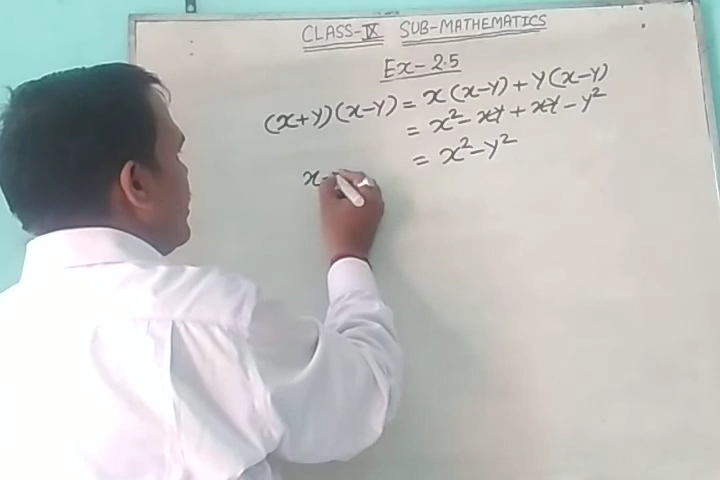 CLASS-IX SUB-MATHEMATICS
Ex-2.5
(x+y)(x-y) = x(x-y) + y(x-y)
= x² - xy + xy - y²
= x² - y²
x